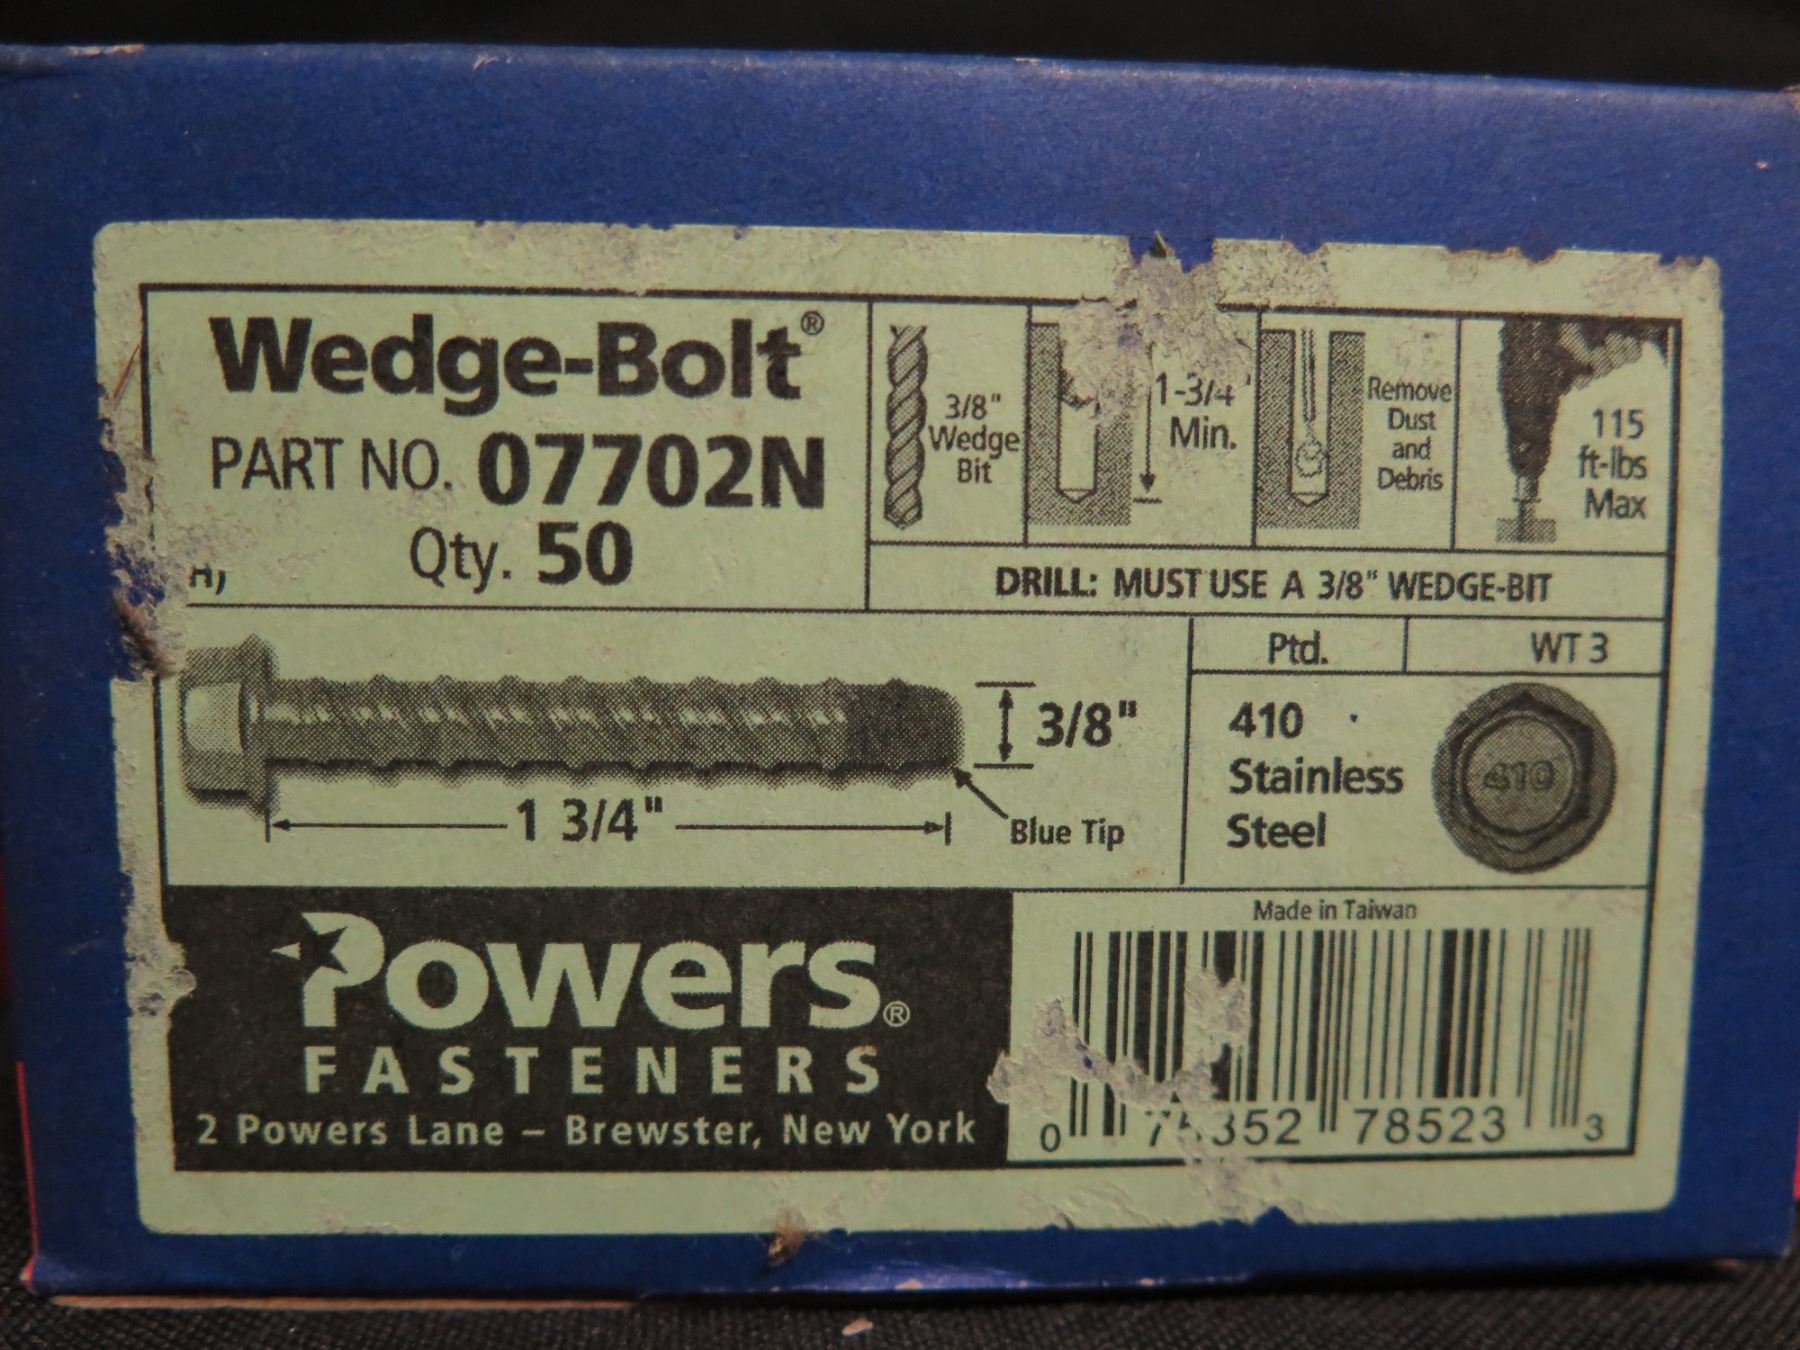 Wedge-Bolt®
PART NO. 07702N
Qty. 50
H)
3/8"
Wedge
Bit
1-3/4"
Min.
Remove
Dust
and
Debris
115
ft-lbs
Max
DRILL: MUST USE A 3/8" WEDGE-BIT
3/8"
1 3/4"
Blue Tip
Ptd.
WT 3
410
Stainless
Steel
410
Powers®
FASTENERS
2 Powers Lane – Brewster, New York
Made in Taiwan
0 352 78523 3